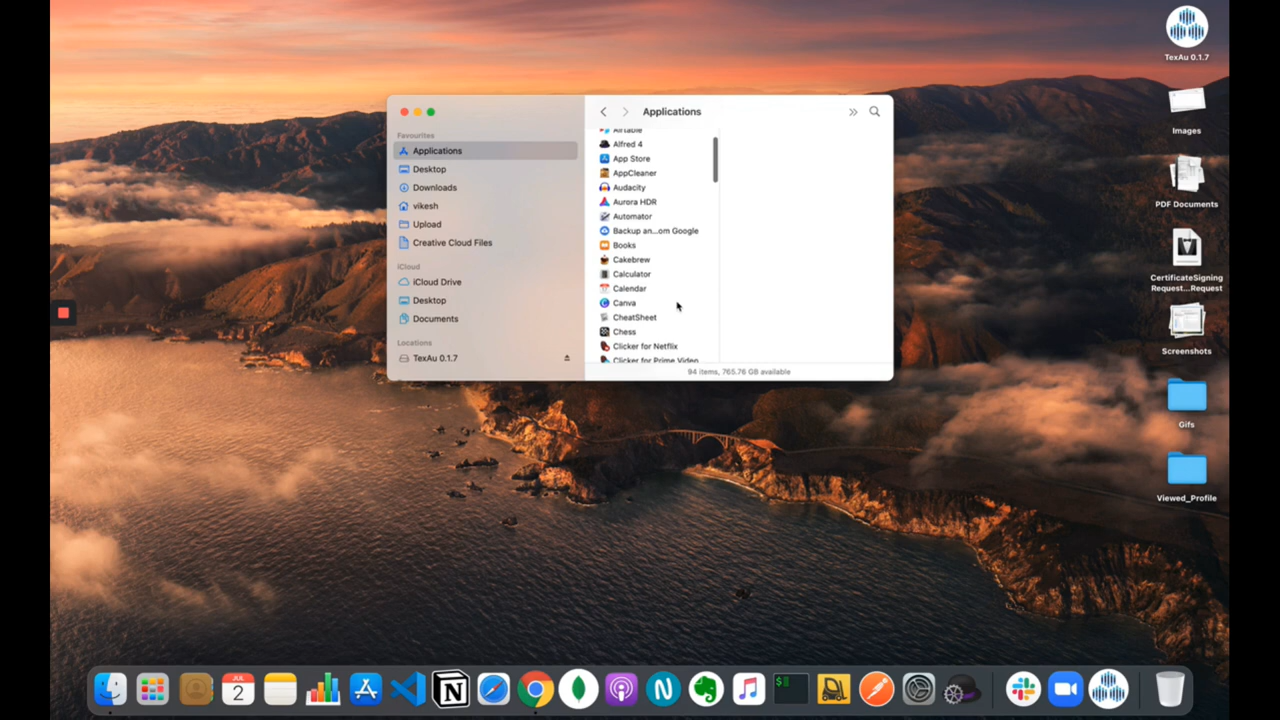 Applications
Favourites
Applications
Desktop
Downloads
vikesh
Upload
Creative Cloud Files
iCloud
iCloud Drive
Desktop
Documents
Locations
TexAu 0.1.7
Airtable
Alfred 4
App Store
AppCleaner
Audacity
Aurora HDR
Automator
Backup an...om Google
Books
Cakebrew
Calculator
Calendar
Canva
CheatSheet
Chess
Clicker for Netflix
Clicker for Prime Video
94 items, 765.76 GB available
TexAu 0.1.7
Images
PDF Documents
CertificateSigning
Request...Request
Screenshots
Gifs
Viewed_Profile
JUL
2
N
N
$